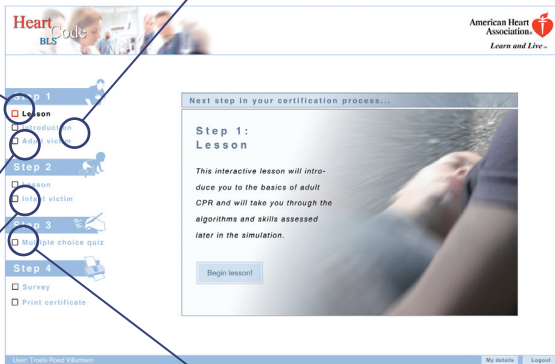 Heart
Code
BLS
American Heart
Association®
Learn and Live℠
Step 1
Lesson
Introduction
Adult victim
Step 2
Lesson
Infant victim
Step 3
Multiple choice quiz
Step 4
Survey
Print certificate
Next step in your certification process...
Step 1:
Lesson
This interactive lesson will intro-
duce you to the basics of adult
CPR and will take you through the
algorithms and skills assessed
later in the simulation.
Begin lesson!
User: Troels Roed Villumsen
My details
Logout